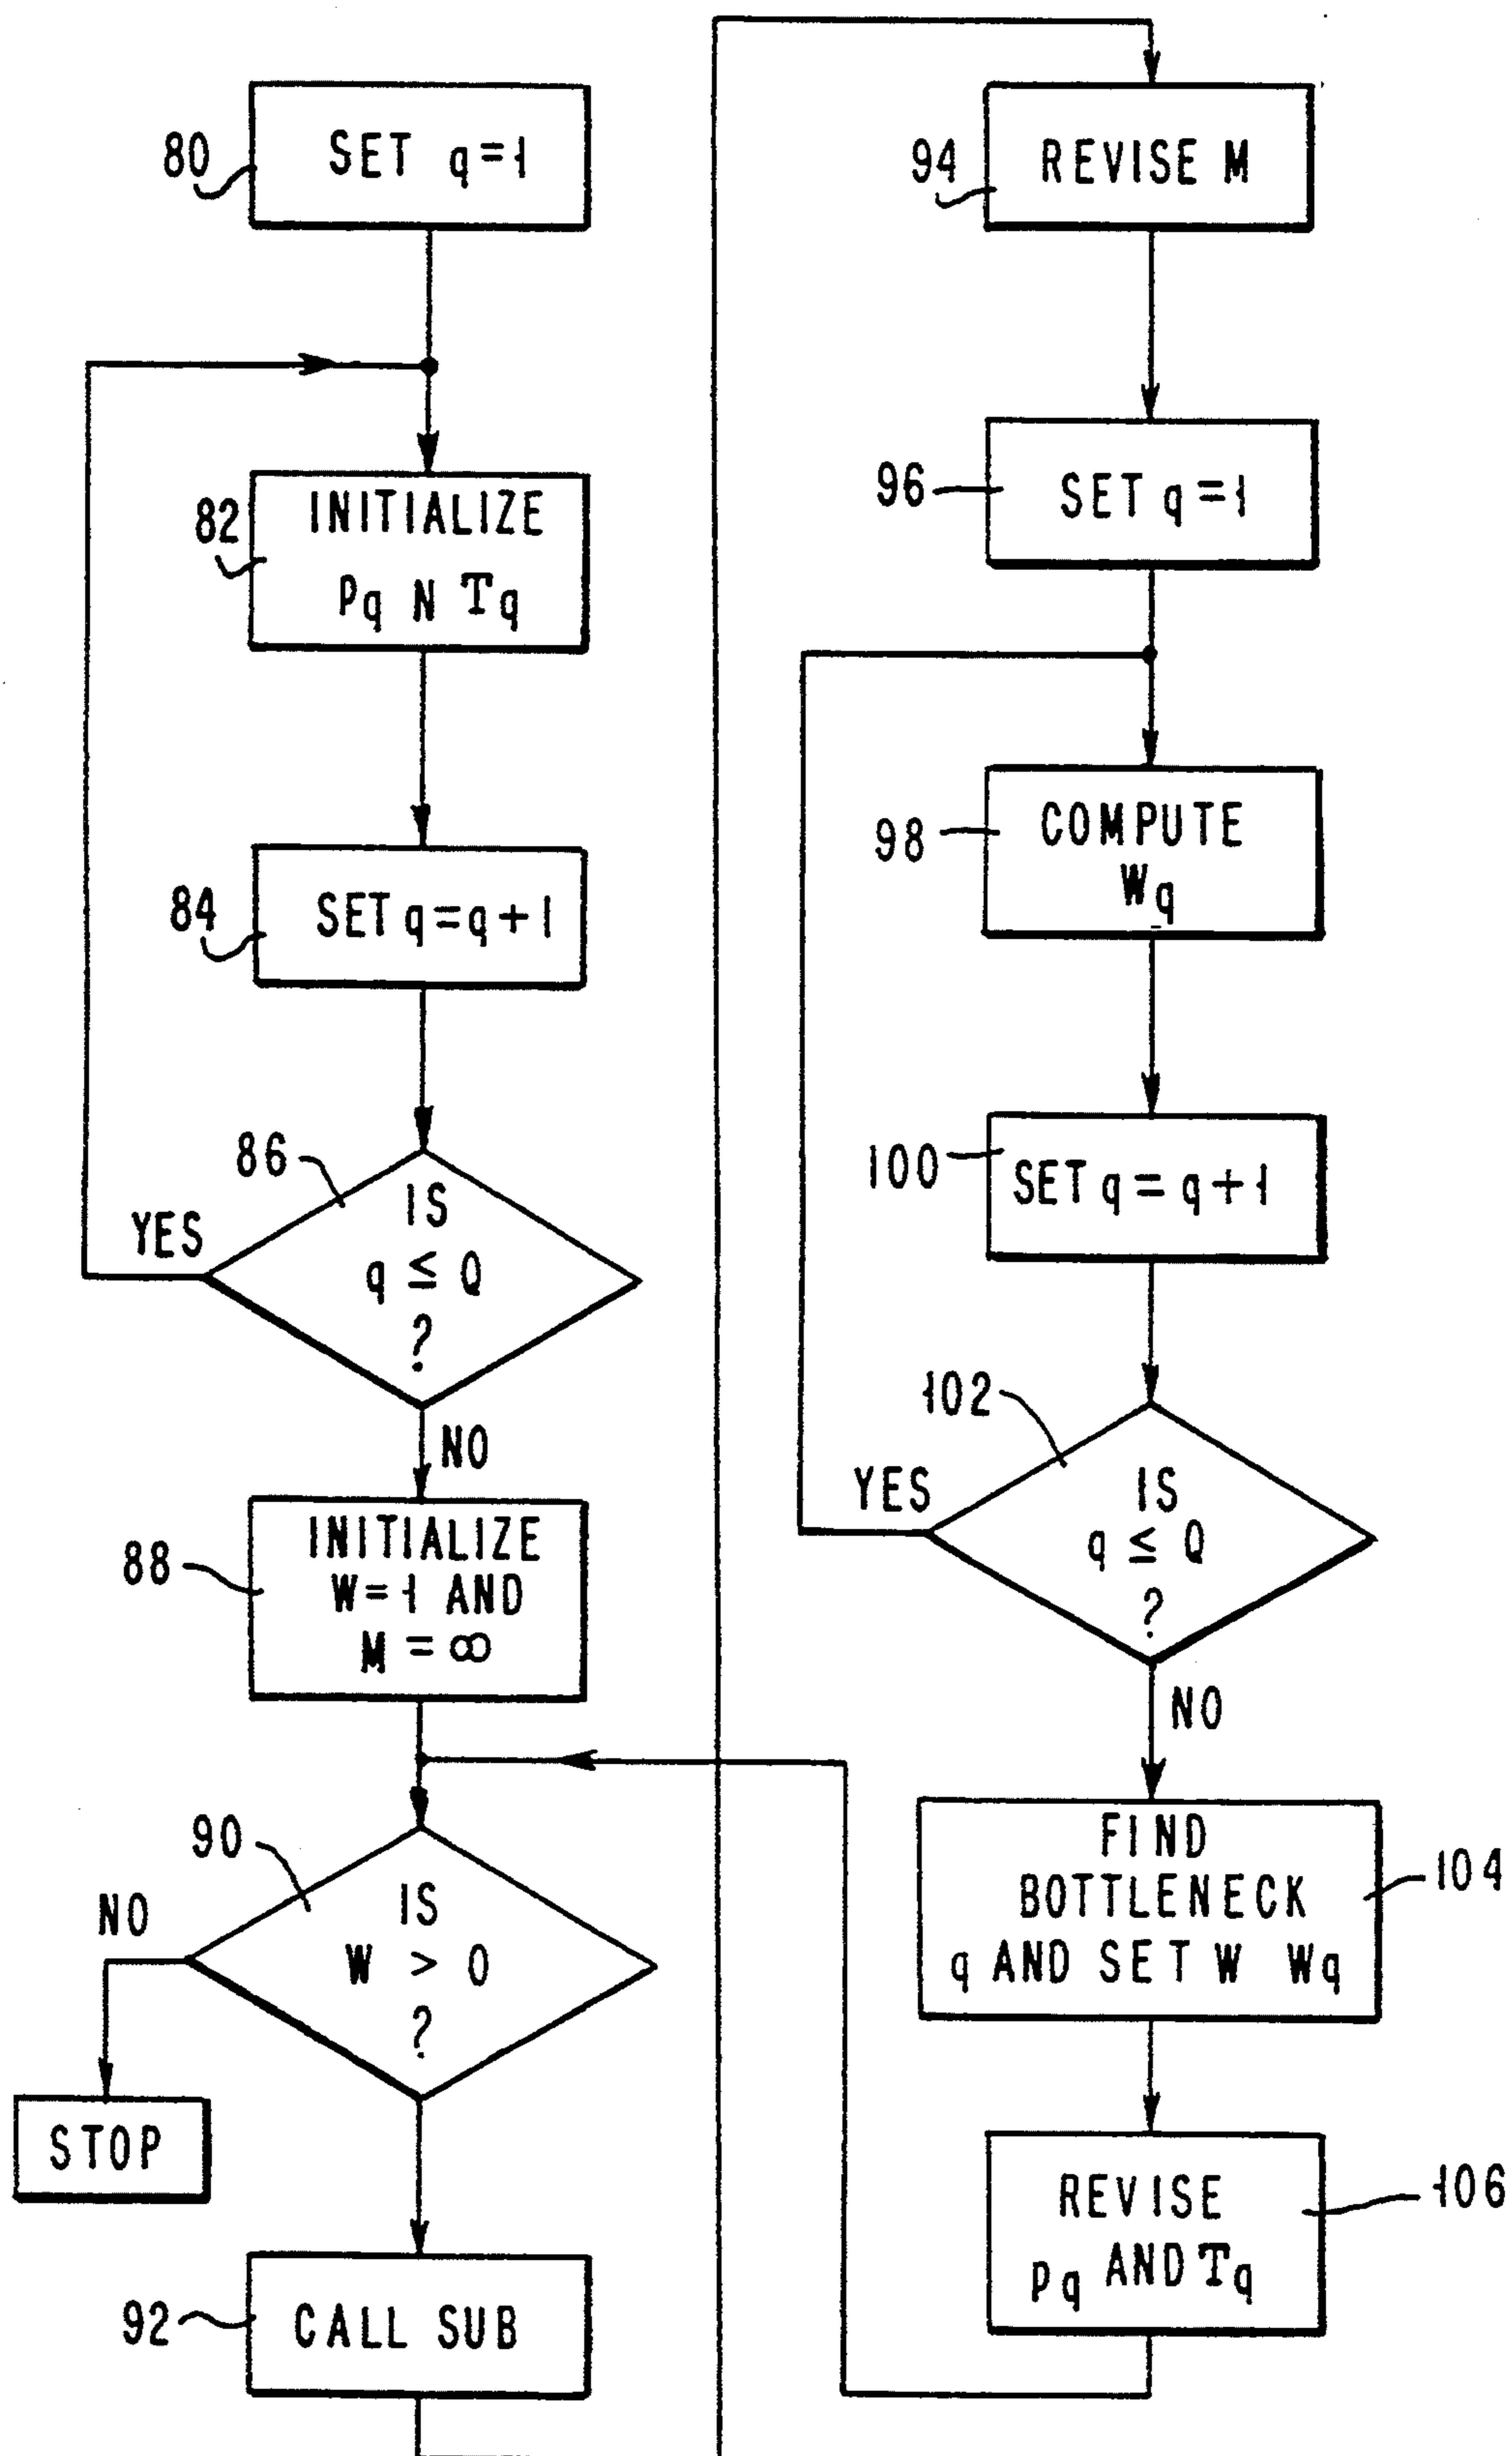 80
SET q = 1
82
INITIALIZE
Pq N Tq
84
SET q = q + 1
86
IS
q ≤ Q
?
YES
NO
88
INITIALIZE
W = 1 AND
M = ∞
90
IS
W > 0
?
NO
STOP
92
CALL SUB
94
REVISE M
96
SET q = 1
98
COMPUTE
Wq
100
SET q = q + 1
102
IS
q ≤ Q
?
YES
NO
104
FIND
BOTTLENECK
q AND SET W Wq
106
REVISE
Pq AND Tq